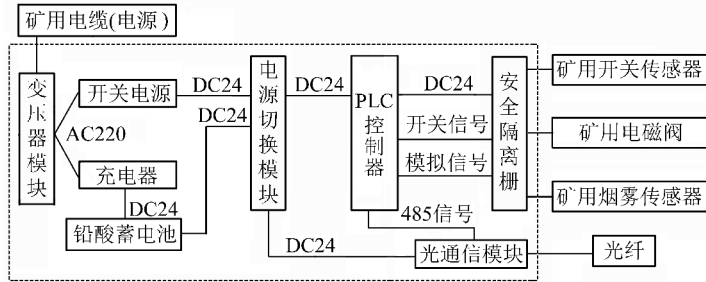 矿用电缆(电源)
变压器模块
开关电源
AC220
充电器
DC24
铅酸蓄电池
DC24
DC24
电源切换模块
DC24
DC24
PLC
控制器
DC24
开关信号
模拟信号
485信号
安全隔离栅
光通信模块
矿用开关传感器
矿用电磁阀
矿用烟雾传感器
光纤